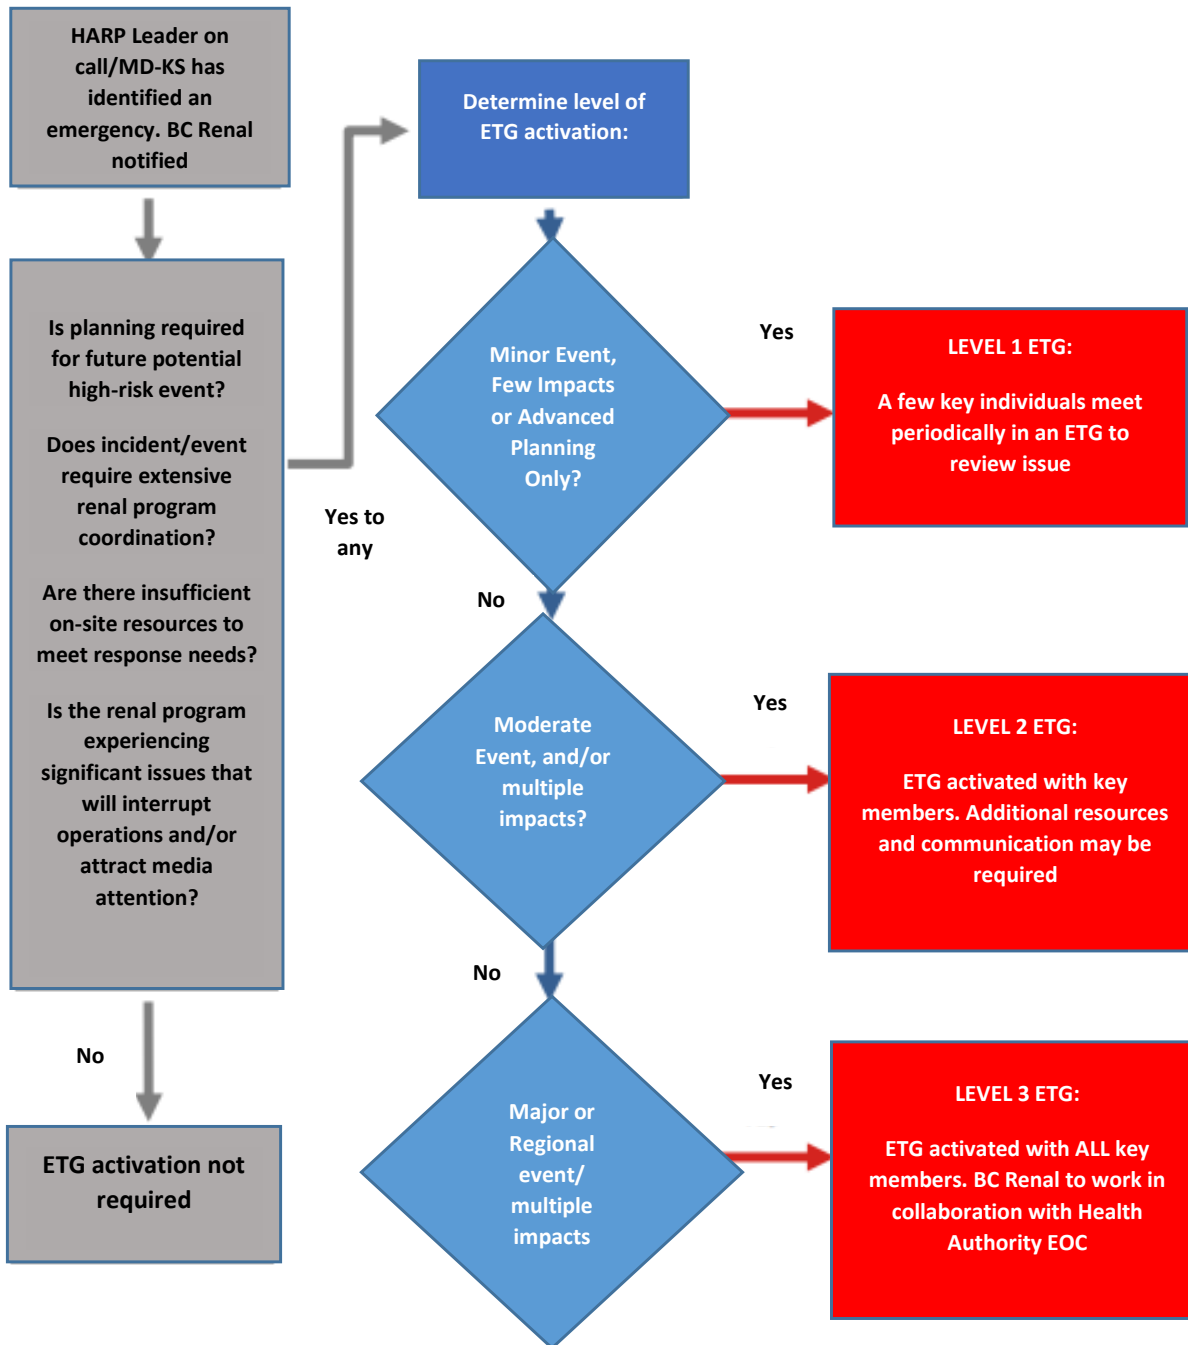 HARP Leader on
call/MD-KS has
identified an
emergency. BC Renal
notified
Is planning required
for future potential
high-risk event?
Does incident/event
require extensive
renal program
coordination?
Are there insufficient
on-site resources to
meet response needs?
Is the renal program
experiencing
significant issues that
will interrupt
operations and/or
attract media
attention?
No
ETG activation not
required
Yes to
any
Determine level of
ETG activation:
Minor Event,
Few Impacts
or Advanced
Planning
Only?
Yes
LEVEL 1 ETG:
A few key individuals meet
periodically in an ETG to
review issue
No
Moderate
Event, and/or
multiple
impacts?
Yes
LEVEL 2 ETG:
ETG activated with key
members. Additional resources
and communication may be
required
No
Major or
Regional
event/
multiple
impacts
Yes
LEVEL 3 ETG:
ETG activated with ALL key
members. BC Renal to work in
collaboration with Health
Authority EOC